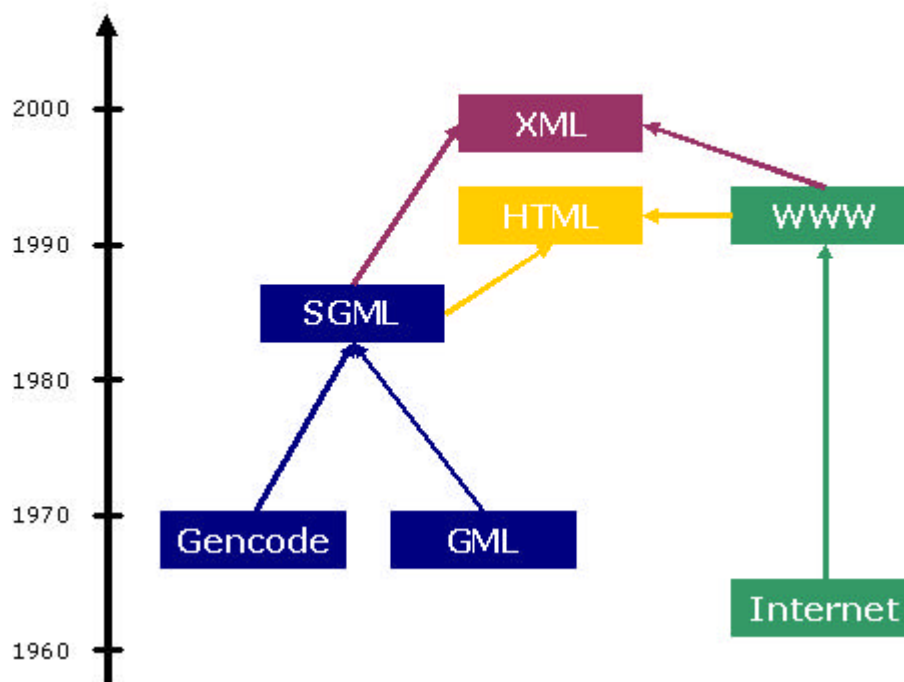 2000
XML
HTML
WWW
1990
SGML
1980
1970
Gencode
GML
Internet
1960